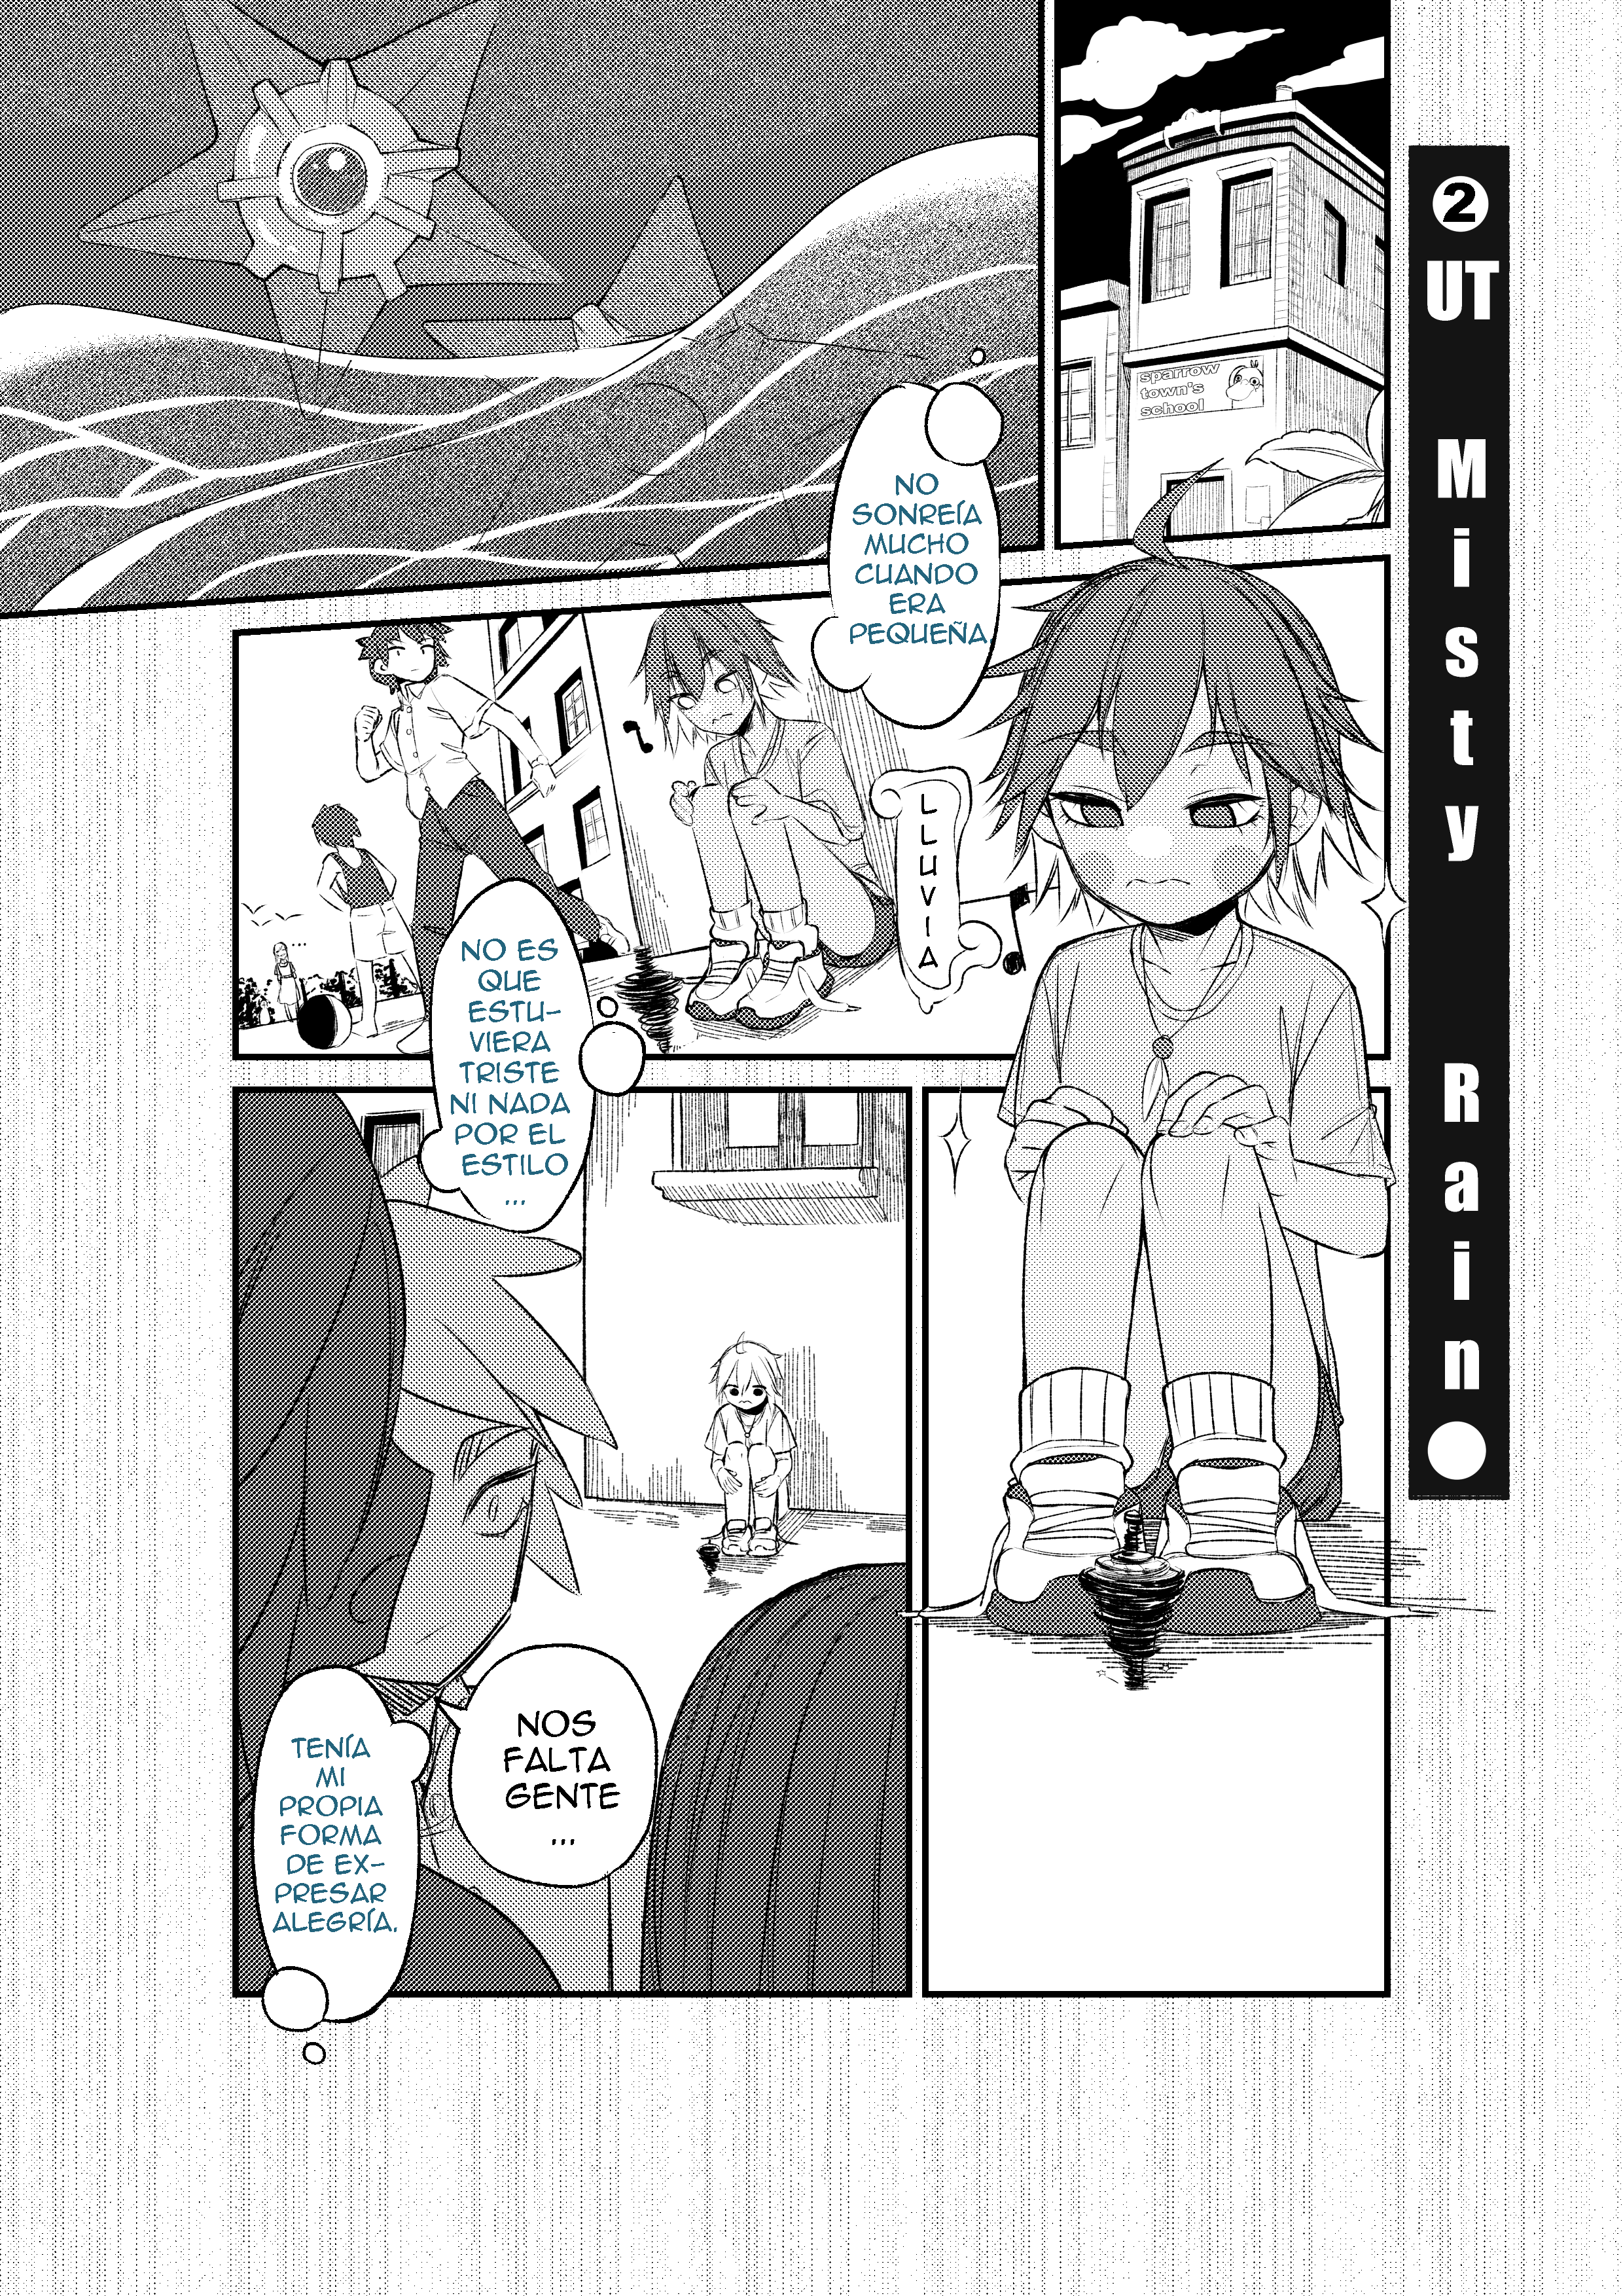 ❷ UT Misty Rain ●
sparrow
town's
school
NO
SONREÍA
MUCHO
CUANDO
ERA
PEQUEÑA
LLUVIA
NO ES
QUE
ESTU-
VIERA
TRISTE
NI NADA
POR EL
ESTILO
...
...
NOS
FALTA
GENTE
...
TENÍA
MI
PROPIA
FORMA
DE EX-
PRESAR
ALEGRÍA.